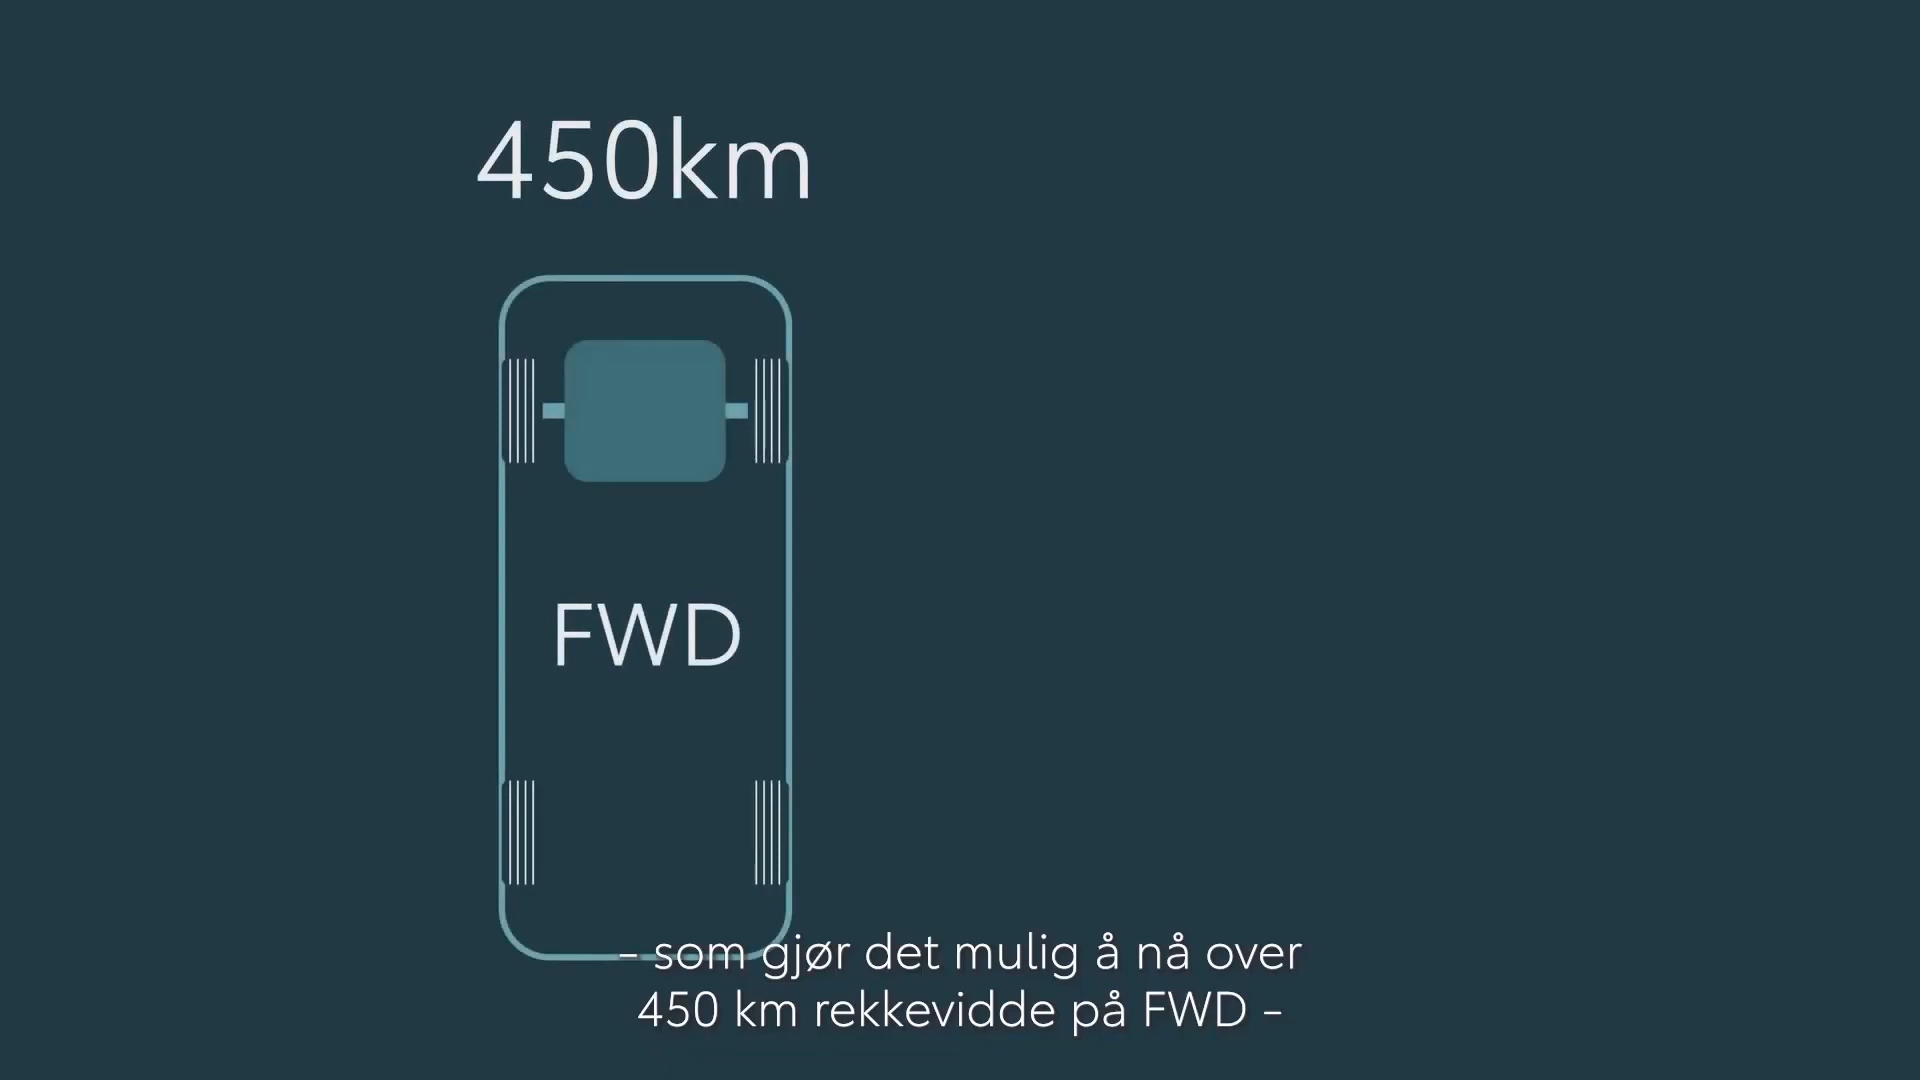 450km
FWD
– som gjør det mulig å nå over
450 km rekkevidde på FWD –